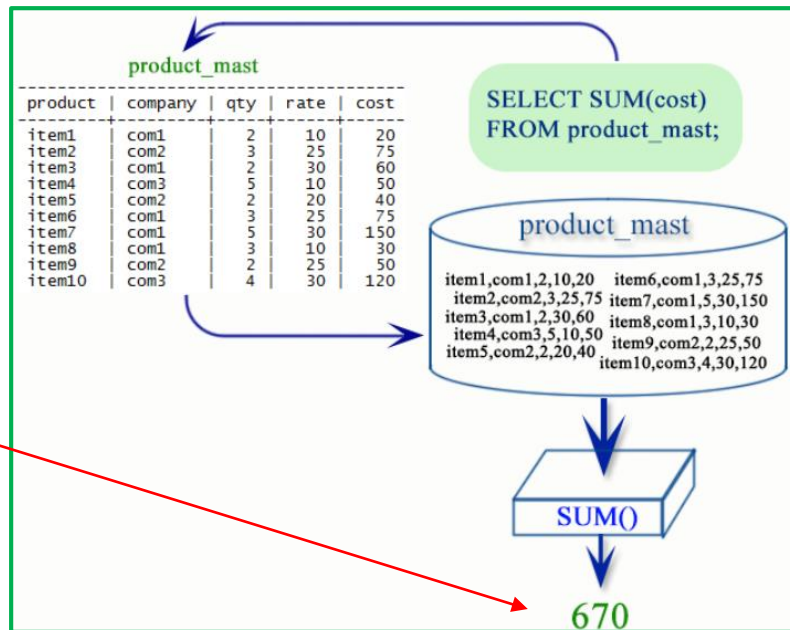 product_mast
product | company | qty | rate | cost
item1 | com1 | 2 | 10 | 20
item2 | com2 | 3 | 25 | 75
item3 | com1 | 2 | 30 | 60
item4 | com3 | 5 | 10 | 50
item5 | com2 | 2 | 20 | 40
item6 | com1 | 3 | 25 | 75
item7 | com1 | 5 | 30 | 150
item8 | com1 | 3 | 10 | 30
item9 | com2 | 2 | 25 | 50
item10 | com3 | 4 | 30 | 120
SELECT SUM(cost)
FROM product_mast;
product_mast
item1,com1,2,10,20
item2,com2,3,25,75
item3,com1,2,30,60
item4,com3,5,10,50
item5,com2,2,20,40
item6,com1,3,25,75
item7,com1,5,30,150
item8,com1,3,10,30
item9,com2,2,25,50
item10,com3,4,30,120
SUM()
670